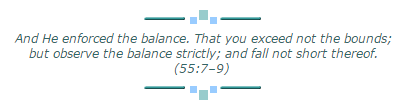 And He enforced the balance. That you exceed not the bounds;
but observe the balance strictly; and fall not short thereof.
(55:7–9)